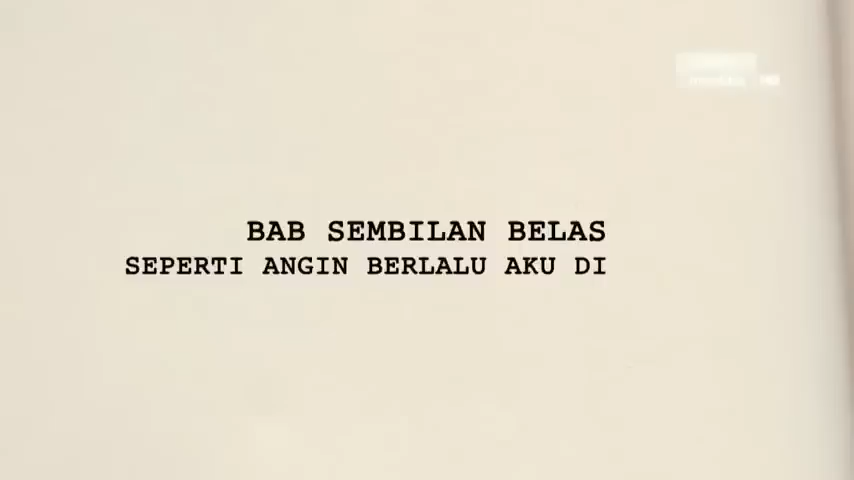 BAB SEMBILAN BELAS
SEPERTI ANGIN BERLALU AKU DI